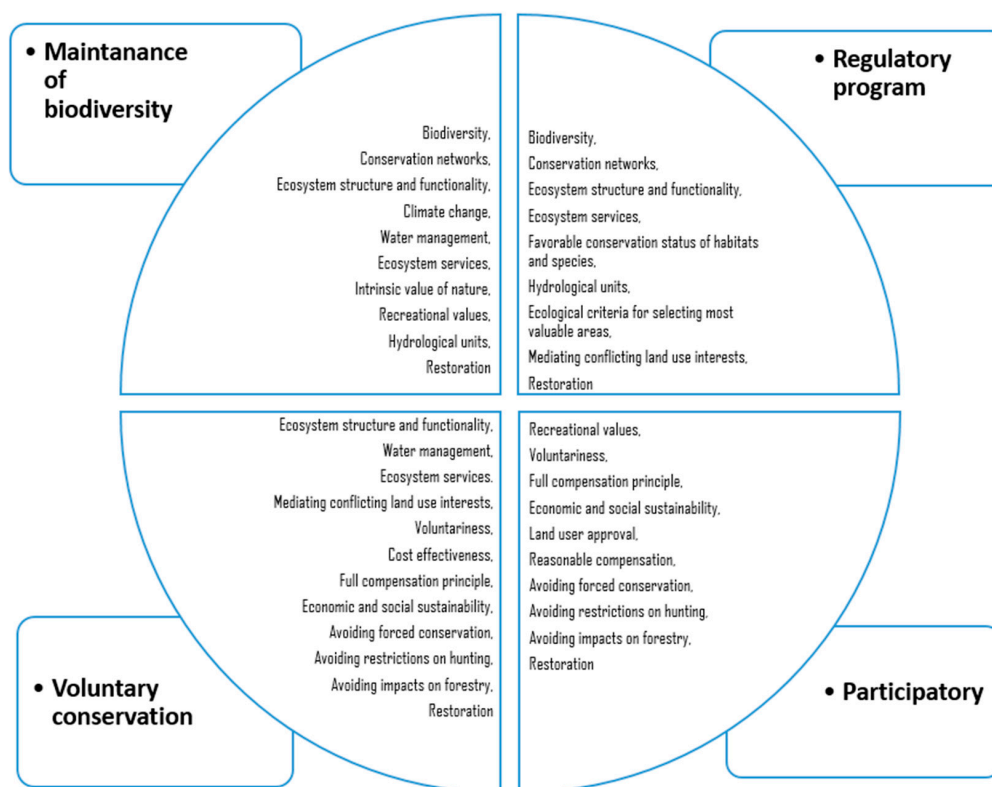 • Maintanance
of
biodiversity
Biodiversity,
Conservation networks,
Ecosystem structure and functionality,
Climate change,
Water management,
Ecosystem services,
Intrinsic value of nature,
Recreational values,
Hydrological units,
Restoration
• Regulatory
program
Biodiversity,
Conservation networks,
Ecosystem structure and functionality,
Ecosystem services,
Favorable conservation status of habitats
and species,
Hydrological units,
Ecological criteria for selecting most
valuable areas,
Mediating conflicting land use interests,
Restoration
• Voluntary
conservation
Ecosystem structure and functionality,
Water management,
Ecosystem services.
Mediating conflicting land use interests,
Voluntariness,
Cost effectiveness,
Full compensation principle,
Economic and social sustainability,
Avoiding forced conservation,
Avoiding restrictions on hunting,
Avoiding impacts on forestry,
Restoration
• Participatory
Recreational values,
Voluntariness,
Full compensation principle,
Economic and social sustainability,
Land user approval,
Reasonable compensation,
Avoiding forced conservation,
Avoiding restrictions on hunting,
Avoiding impacts on forestry,
Restoration